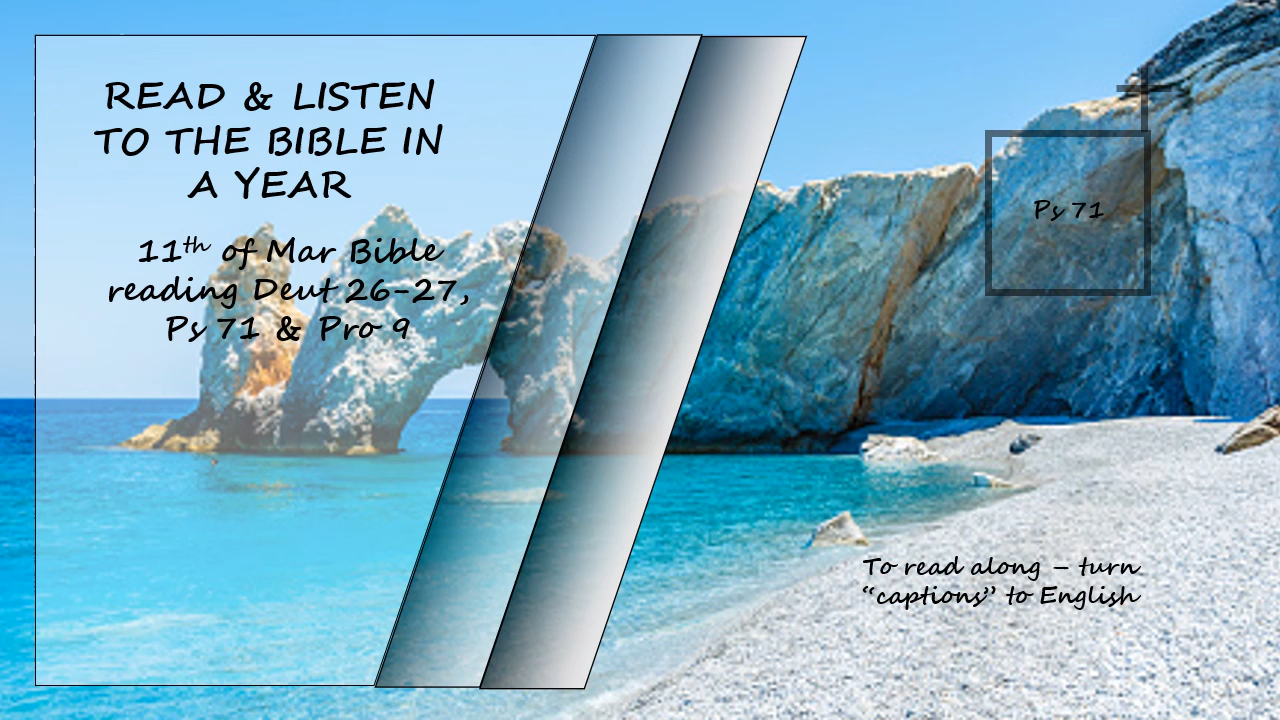 READ & LISTEN
TO THE BIBLE IN
A YEAR
11th of Mar Bible
reading Deut 26-27,
Ps 71 & Pro 9
Ps 71
To read along – turn
“captions” to English